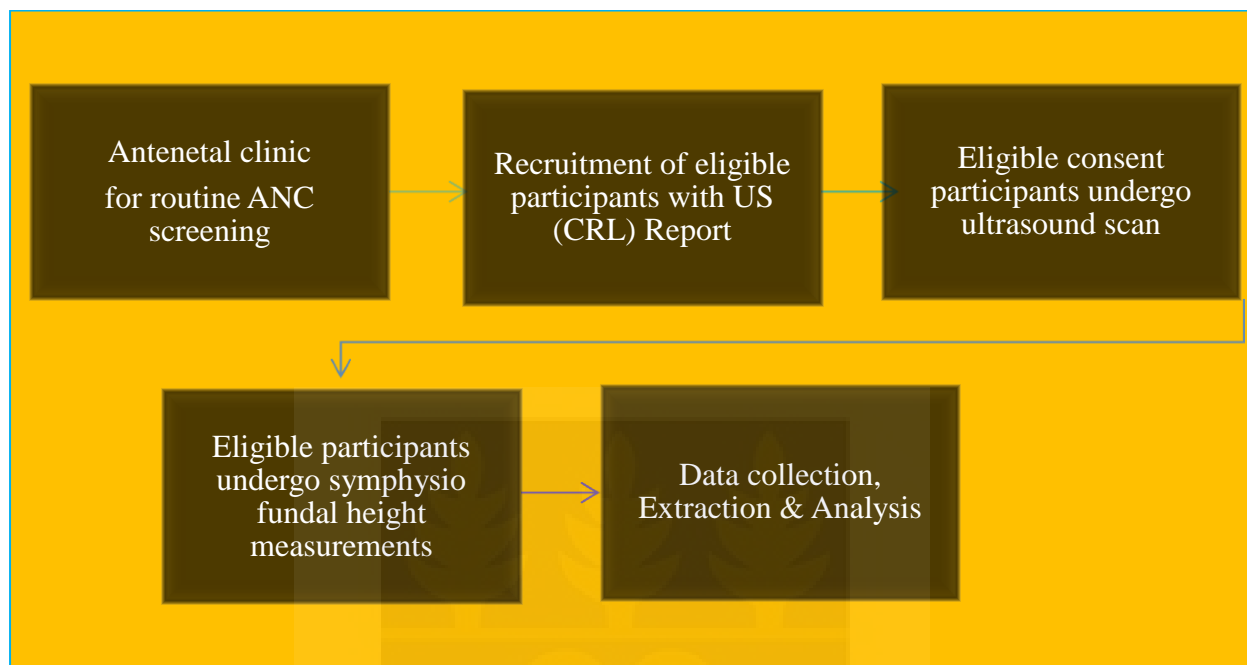 Antenetal clinic
for routine ANC
screening
Recruitment of eligible
participants with US
(CRL) Report
Eligible consent
participants undergo
ultrasound scan
Eligible participants
undergo symphysio
fundal height
measurements
Data collection,
Extraction & Analysis